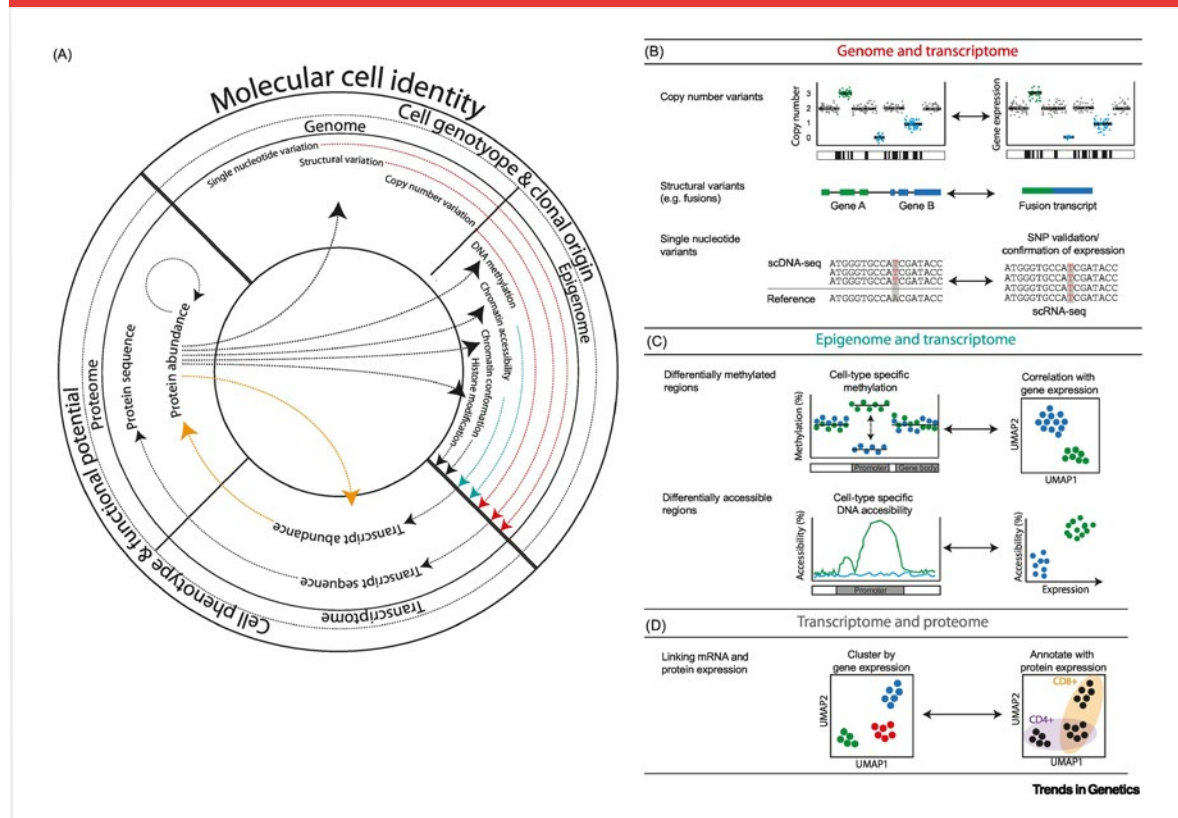 (A)
Molecular cell identity
Cell genotyope & clonal origin
Genome
Single nucleotide variation
Structural variation
Copy number variation
Epigenome
DNA methylation
Chromatin accessibility
Chromatin conformation
Histone modification
Cell phenotype & functional potential
Proteome
Protein sequence
Protein abundance
Transcript abundance
Transcript sequence
Transcriptome
(B)
Genome and transcriptome
Copy number variants
Copy number
3
2
1
0
Gene expression
Structural variants
(e.g. fusions)
Gene A
Gene B
Fusion transcript
Single nucleotide
variants
SNP validation/
confirmation of expression
scDNA-seq
ATGGGTGCCATCGATACC
ATGGGTGCCATCGATACC
ATGGGTGCCATCGATACC
Reference
ATGGGTGCCAACGATACC
ATGGGTGCCATCGATACC
ATGGGTGCCATCGATACC
ATGGGTGCCATCGATACC
ATGGGTGCCATCGATACC
scRNA-seq
(C)
Epigenome and transcriptome
Differentially methylated
regions
Cell-type specific
methylation
Methylation (%)
Promoter
Gene body
Correlation with
gene expression
UMAP2
UMAP1
Differentially accessible
regions
Cell-type specific
DNA accesibility
Accessibility (%)
Promoter
Accessibility (%)
Expression
(D)
Transcriptome and proteome
Linking mRNA and
protein expression
Cluster by
gene expression
UMAP2
UMAP1
Annotate with
protein expression
CD8+
CD4+
UMAP2
UMAP1
Trends in Genetics